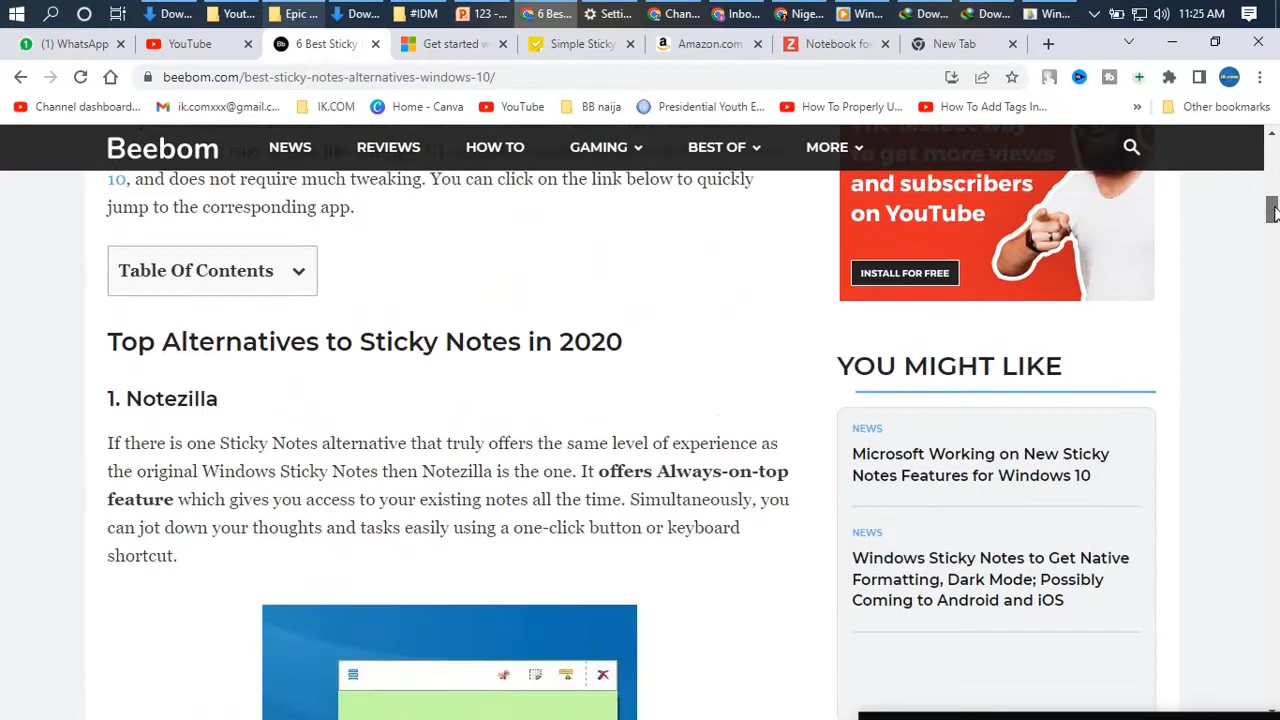 Epic ...
Dow...
Yout...
Dow...
#IDM
123 -...
6 Bes...
Setti...
Chan...
Inbo...
Nige...
Win...
Dow...
Dow...
Win...
11:25 AM
(1) WhatsApp
YouTube
6 Best Sticky
Get started w
Simple Sticky
Amazon.com
Notebook for
New Tab
beebom.com/best-sticky-notes-alternatives-windows-10/
Channel dashboard...
ik.comxxx@gmail.c...
IK.COM
Home - Canva
YouTube
BB naija
Presidential Youth E...
How To Properly U...
How To Add Tags In...
Other bookmarks
Beebom
NEWS
REVIEWS
HOW TO
GAMING
BEST OF
MORE
10, and does not require much tweaking. You can click on the link below to quickly
jump to the corresponding app.
Table Of Contents
Top Alternatives to Sticky Notes in 2020
1. Notezilla
If there is one Sticky Notes alternative that truly offers the same level of experience as
the original Windows Sticky Notes then Notezilla is the one. It offers Always-on-top
feature which gives you access to your existing notes all the time. Simultaneously, you
can jot down your thoughts and tasks easily using a one-click button or keyboard
shortcut.
to get more views
and subscribers
on YouTube
INSTALL FOR FREE
YOU MIGHT LIKE
NEWS
Microsoft Working on New Sticky
Notes Features for Windows 10
NEWS
Windows Sticky Notes to Get Native
Formatting, Dark Mode; Possibly
Coming to Android and iOS